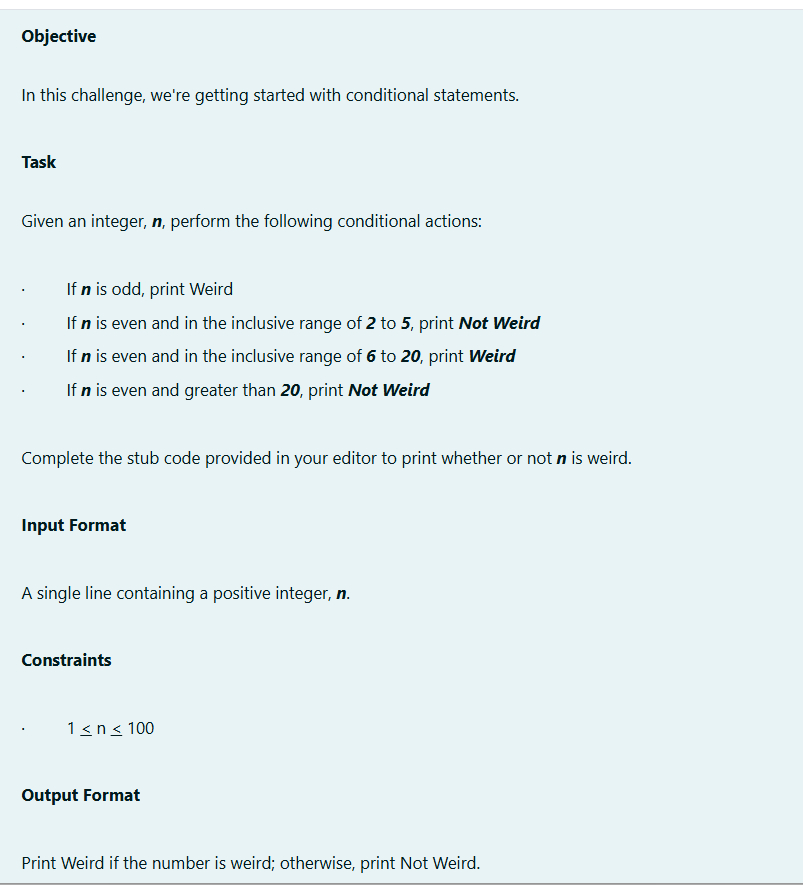 Objective
In this challenge, we're getting started with conditional statements.
Task
Given an integer, n, perform the following conditional actions:
· If n is odd, print Weird
· If n is even and in the inclusive range of 2 to 5, print Not Weird
· If n is even and in the inclusive range of 6 to 20, print Weird
· If n is even and greater than 20, print Not Weird
Complete the stub code provided in your editor to print whether or not n is weird.
Input Format
A single line containing a positive integer, n.
Constraints
· 1 ≤ n ≤ 100
Output Format
Print Weird if the number is weird; otherwise, print Not Weird.